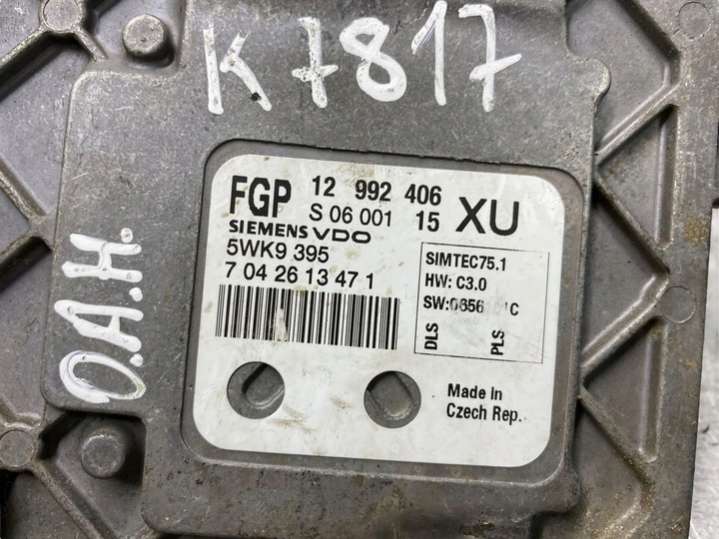 K7817
O.A.H.
FGP 12 992 406 XU
S 06 001 15
SIEMENS VDO
5WK9 395
7 04 26 13 47 1
SIMTEC75.1
HW: C3.0
DLS
PLS
Made in
Czech Rep.